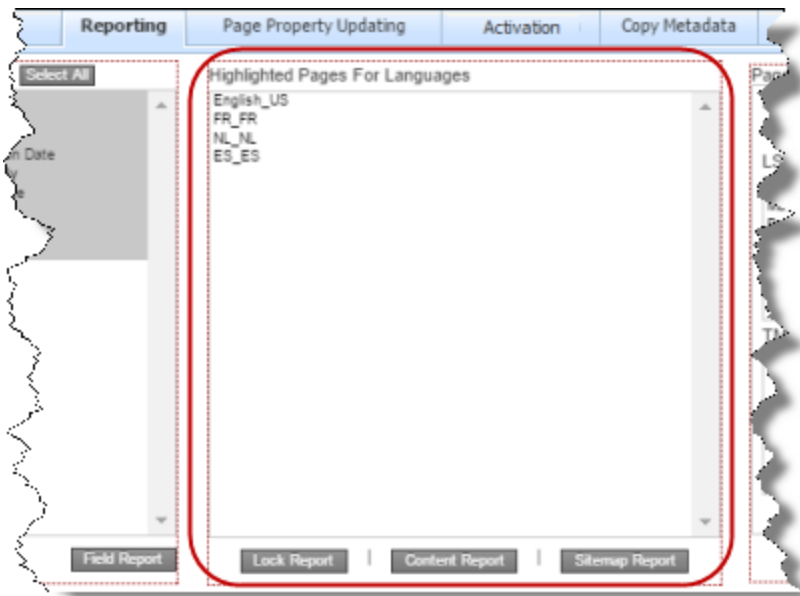 Reporting
Page Property Updating
Activation
Copy Metadata
Select All
Date
Field Report
Highlighted Pages For Languages
English_US
FR_FR
NL_NL
ES_ES
Lock Report | Content Report | Sitemap Report